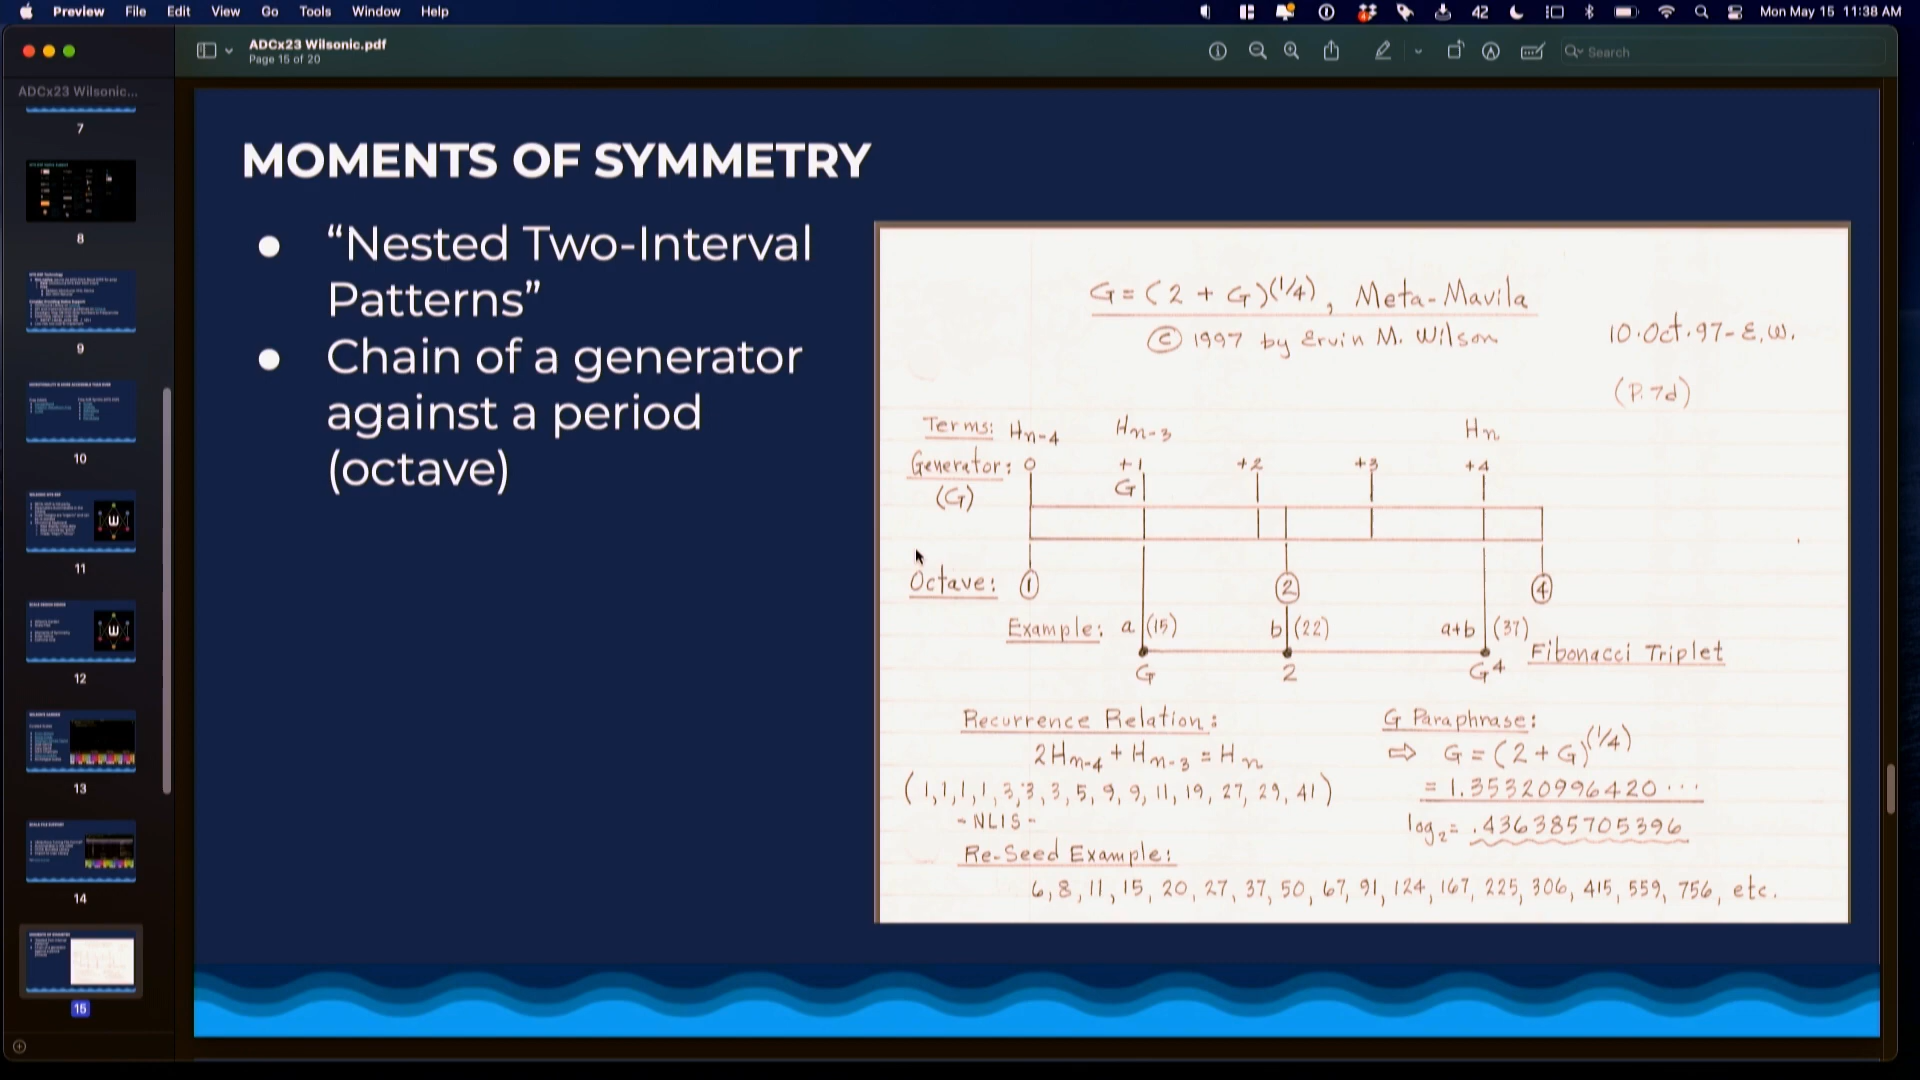 Preview File Edit View Go Tools Window Help
42 Mon May 15 11:38 AM
ADCx23 Wilsonic.pdf
Page 15 of 20
Search
ADCx23 Wilsonic...
7
8
9
10
11
12
13
14
15
MOMENTS OF SYMMETRY
● “Nested Two-Interval
Patterns”
● Chain of a generator
against a period
(octave)
G = (2 + G)^(1/4), Meta-Mavila
© 1997 by Ervin M. Wilson
10·Oct·97-E.W.
(P.7d)
Terms: Hn-4 Hn-3 Hn
Generator: 0 +1 +2 +3 +4
(G) G
Octave: 1 2 4
Example: a (15) b (22) a+b (37)
Fibonacci Triplet
G 2 G^4
Recurrence Relation:
2Hn-4 + Hn-3 = Hn
(1,1,1,1,3,3,3,5,9,9,11,19,27,29,41)
-NLIS-
G Paraphrase:
⇨ G = (2 + G)^(1/4)
= 1.35320996420...
log2 = .436385705396
Re-Seed Example:
6, 8, 11, 15, 20, 27, 37, 50, 67, 91, 124, 167, 225, 306, 415, 559, 756, etc.